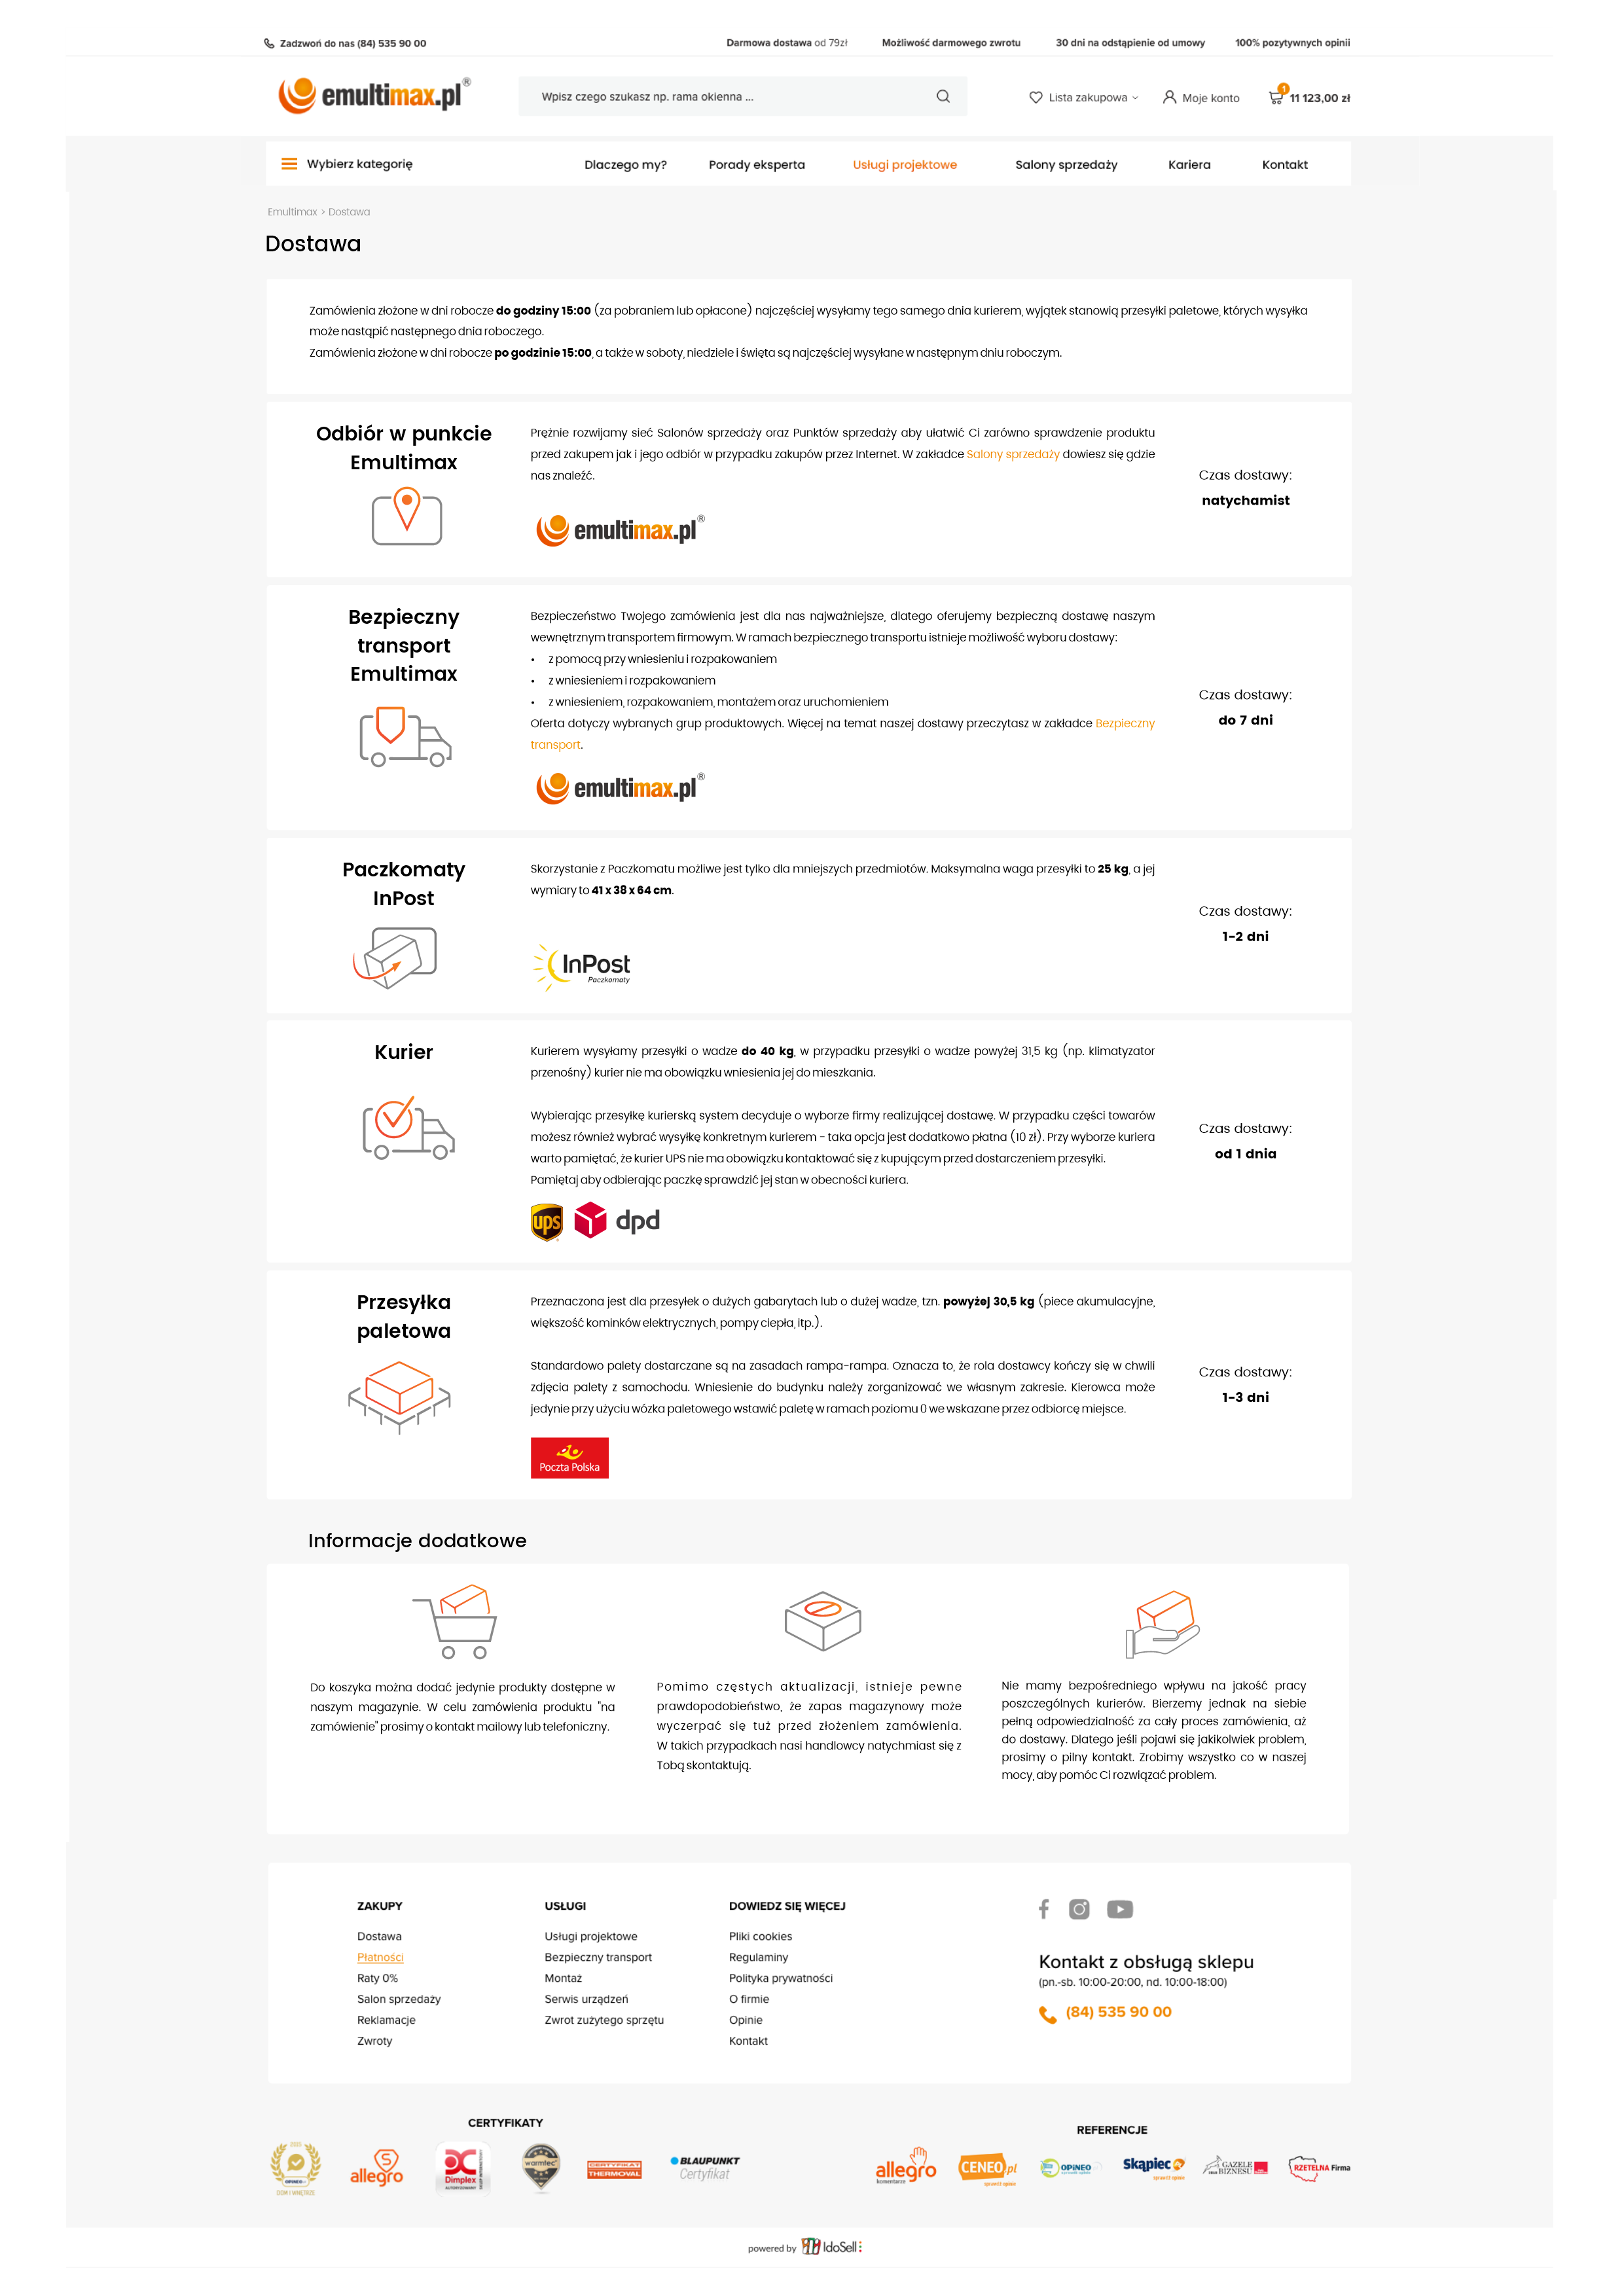 Zadzwoń do nas (84) 535 90 00
Darmowa dostawa od 79zł
Możliwość darmowego zwrotu
30 dni na odstąpienie od umowy
100% pozytywnych opinii
emultimax.pl®
Wpisz czego szukasz np. rama okienna ...
Lista zakupowa
Moje konto
1
11 123,00 zł
Wybierz kategorię
Dlaczego my?
Porady eksperta
Usługi projektowe
Salony sprzedaży
Kariera
Kontakt
Emultimax > Dostawa
Dostawa
Zamówienia złożone w dni robocze do godziny 15:00 (za pobraniem lub opłacone) najczęściej wysyłamy tego samego dnia kurierem, wyjątek stanowią przesyłki paletowe, których wysyłka
może nastąpić następnego dnia roboczego.
Zamówienia złożone w dni robocze po godzinie 15:00, a także w soboty, niedziele i święta są najczęściej wysyłane w następnym dniu roboczym.
Odbiór w punkcie
Emultimax
Prężnie rozwijamy sieć Salonów sprzedaży oraz Punktów sprzedaży aby ułatwić Ci zarówno sprawdzenie produktu
przed zakupem jak i jego odbiór w przypadku zakupów przez Internet. W zakładce Salony sprzedaży dowiesz się gdzie
nas znaleźć.
emultimax.pl®
Czas dostawy:
natychamist
Bezpieczny
transport
Emultimax
Bezpieczeństwo Twojego zamówienia jest dla nas najważniejsze, dlatego oferujemy bezpieczną dostawę naszym
wewnętrznym transportem firmowym. W ramach bezpiecznego transportu istnieje możliwość wyboru dostawy:
• z pomocą przy wniesieniu i rozpakowaniem
• z wniesieniem i rozpakowaniem
• z wniesieniem, rozpakowaniem, montażem oraz uruchomieniem
Oferta dotyczy wybranych grup produktowych. Więcej na temat naszej dostawy przeczytasz w zakładce Bezpieczny
transport.
emultimax.pl®
Czas dostawy:
do 7 dni
Paczkomaty
InPost
Skorzystanie z Paczkomatu możliwe jest tylko dla mniejszych przedmiotów. Maksymalna waga przesyłki to 25 kg, a jej
wymiary to 41 x 38 x 64 cm.
InPost
Paczkomaty
Czas dostawy:
1-2 dni
Kurier
Kurierem wysyłamy przesyłki o wadze do 40 kg, w przypadku przesyłki o wadze powyżej 31,5 kg (np. klimatyzator
przenośny) kurier nie ma obowiązku wniesienia jej do mieszkania.
Wybierając przesyłkę kurierską system decyduje o wyborze firmy realizującej dostawę. W przypadku części towarów
możesz również wybrać wysyłkę konkretnym kurierem - taka opcja jest dodatkowo płatna (10 zł). Przy wyborze kuriera
warto pamiętać, że kurier UPS nie ma obowiązku kontaktować się z kupującym przed dostarczeniem przesyłki.
Pamiętaj aby odbierając paczkę sprawdzić jej stan w obecności kuriera.
ups
dpd
Czas dostawy:
od 1 dnia
Przesyłka
paletowa
Przeznaczona jest dla przesyłek o dużych gabarytach lub o dużej wadze, tzn. powyżej 30,5 kg (piece akumulacyjne,
większość kominków elektrycznych, pompy ciepła, itp.).
Standardowo palety dostarczane są na zasadach rampa-rampa. Oznacza to, że rola dostawcy kończy się w chwili
zdjęcia palety z samochodu. Wniesienie do budynku należy zorganizować we własnym zakresie. Kierowca może
jedynie przy użyciu wózka paletowego wstawić paletę w ramach poziomu 0 we wskazane przez odbiorcę miejsce.
Poczta Polska
Czas dostawy:
1-3 dni
Informacje dodatkowe
Do koszyka można dodać jedynie produkty dostępne w
naszym magazynie. W celu zamówienia produktu "na
zamówienie" prosimy o kontakt mailowy lub telefoniczny.
Pomimo częstych aktualizacji, istnieje pewne
prawdopodobieństwo, że zapas magazynowy może
wyczerpać się tuż przed złożeniem zamówienia.
W takich przypadkach nasi handlowcy natychmiast się z
Tobą skontaktują.
Nie mamy bezpośredniego wpływu na jakość pracy
poszczególnych kurierów. Bierzemy jednak na siebie
pełną odpowiedzialność za cały proces zamówienia, aż
do dostawy. Dlatego jeśli pojawi się jakikolwiek problem,
prosimy o pilny kontakt. Zrobimy wszystko co w naszej
mocy, aby pomóc Ci rozwiązać problem.
ZAKUPY
Dostawa
Płatności
Raty 0%
Salon sprzedaży
Reklamacje
Zwroty
USŁUGI
Usługi projektowe
Bezpieczny transport
Montaż
Serwis urządzeń
Zwrot zużytego sprzętu
DOWIEDZ SIĘ WIĘCEJ
Pliki cookies
Regulaminy
Polityka prywatności
O firmie
Opinie
Kontakt
Kontakt z obsługą sklepu
(pn.-sb. 10:00-20:00, nd. 10:00-18:00)
(84) 535 90 00
CERTYFIKATY
OPINEO
DOM I WNĘTRZE
S
allegro
Dimplex
warmtec
CERTYFIKAT
THERMOVAL
BLAUPUNKT
Certyfikat
REFERENCJE
allegro
komentarze
CENEO.pl
sprawdź opinie
OPINEO
Skąpiec
sprawdź opinie
GAZELE
BIZNESU
RZETELNA Firma
powered by IdoSell